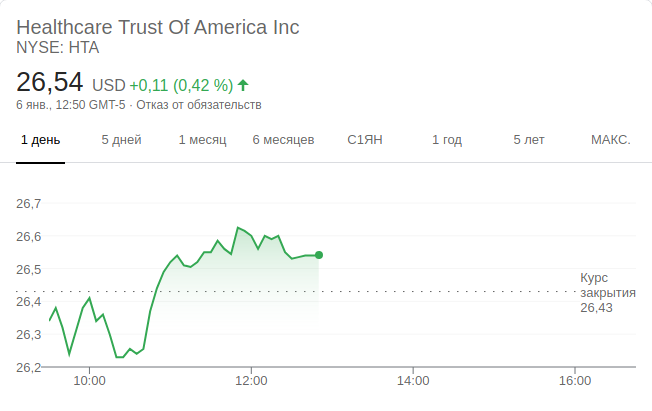 Healthcare Trust Of America Inc
NYSE: HTA
26,54 USD +0,11 (0,42 %)
6 янв., 12:50 GMT-5 · Отказ от обязательств
1 день 5 дней 1 месяц 6 месяцев С1ЯН 1 год 5 лет МАКС.
26,7
26,6
26,5
Курс
закрытия
26,43
26,4
26,3
26,2
10:00 12:00 14:00 16:00